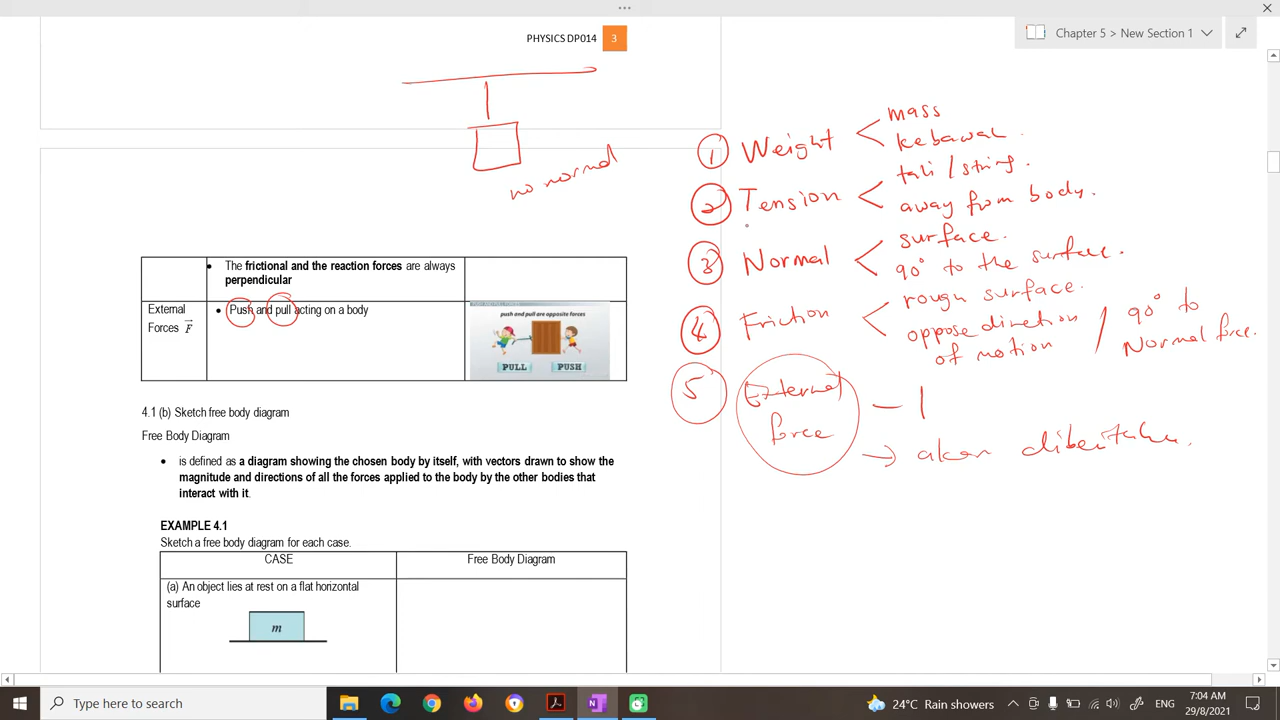 PHYSICS DP014 3
Chapter 5 > New Section 1
no normal
① Weight < mass
kebawah.
② Tension < tali / string.
away from body.
③ Normal < surface.
90° to the surface.
④ Friction < rough surface.
oppose direction of motion / 90° to Normal force.
⑤ External force –
→ akan diberitahu.
• The frictional and the reaction forces are always
perpendicular
External
Forces F
• Push and pull acting on a body
push and pull are opposite forces
PULL PUSH
4.1 (b) Sketch free body diagram
Free Body Diagram
• is defined as a diagram showing the chosen body by itself, with vectors drawn to show the
magnitude and directions of all the forces applied to the body by the other bodies that
interact with it.
EXAMPLE 4.1
Sketch a free body diagram for each case.
CASE Free Body Diagram
(a) An object lies at rest on a flat horizontal
surface
m
Type here to search
24°C Rain showers
ENG
7:04 AM
29/8/2021